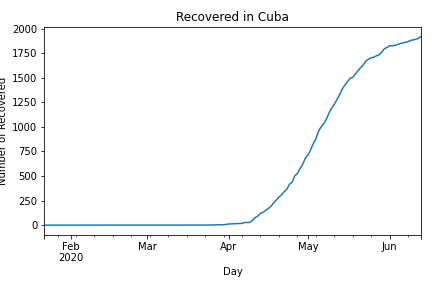 Recovered in Cuba
Number of Recovered
2000
1750
1500
1250
1000
750
500
250
0
Feb
2020
Mar
Apr
May
Jun
Day